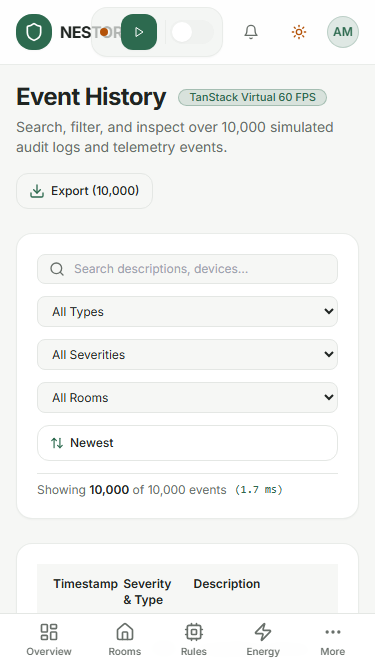 NESTOR
AM
Event History
TanStack Virtual 60 FPS
Search, filter, and inspect over 10,000 simulated
audit logs and telemetry events.
Export (10,000)
Search descriptions, devices...
All Types
All Severities
All Rooms
Newest
Showing 10,000 of 10,000 events (1.7 ms)
Timestamp Severity & Type Description
Overview Rooms Rules Energy More